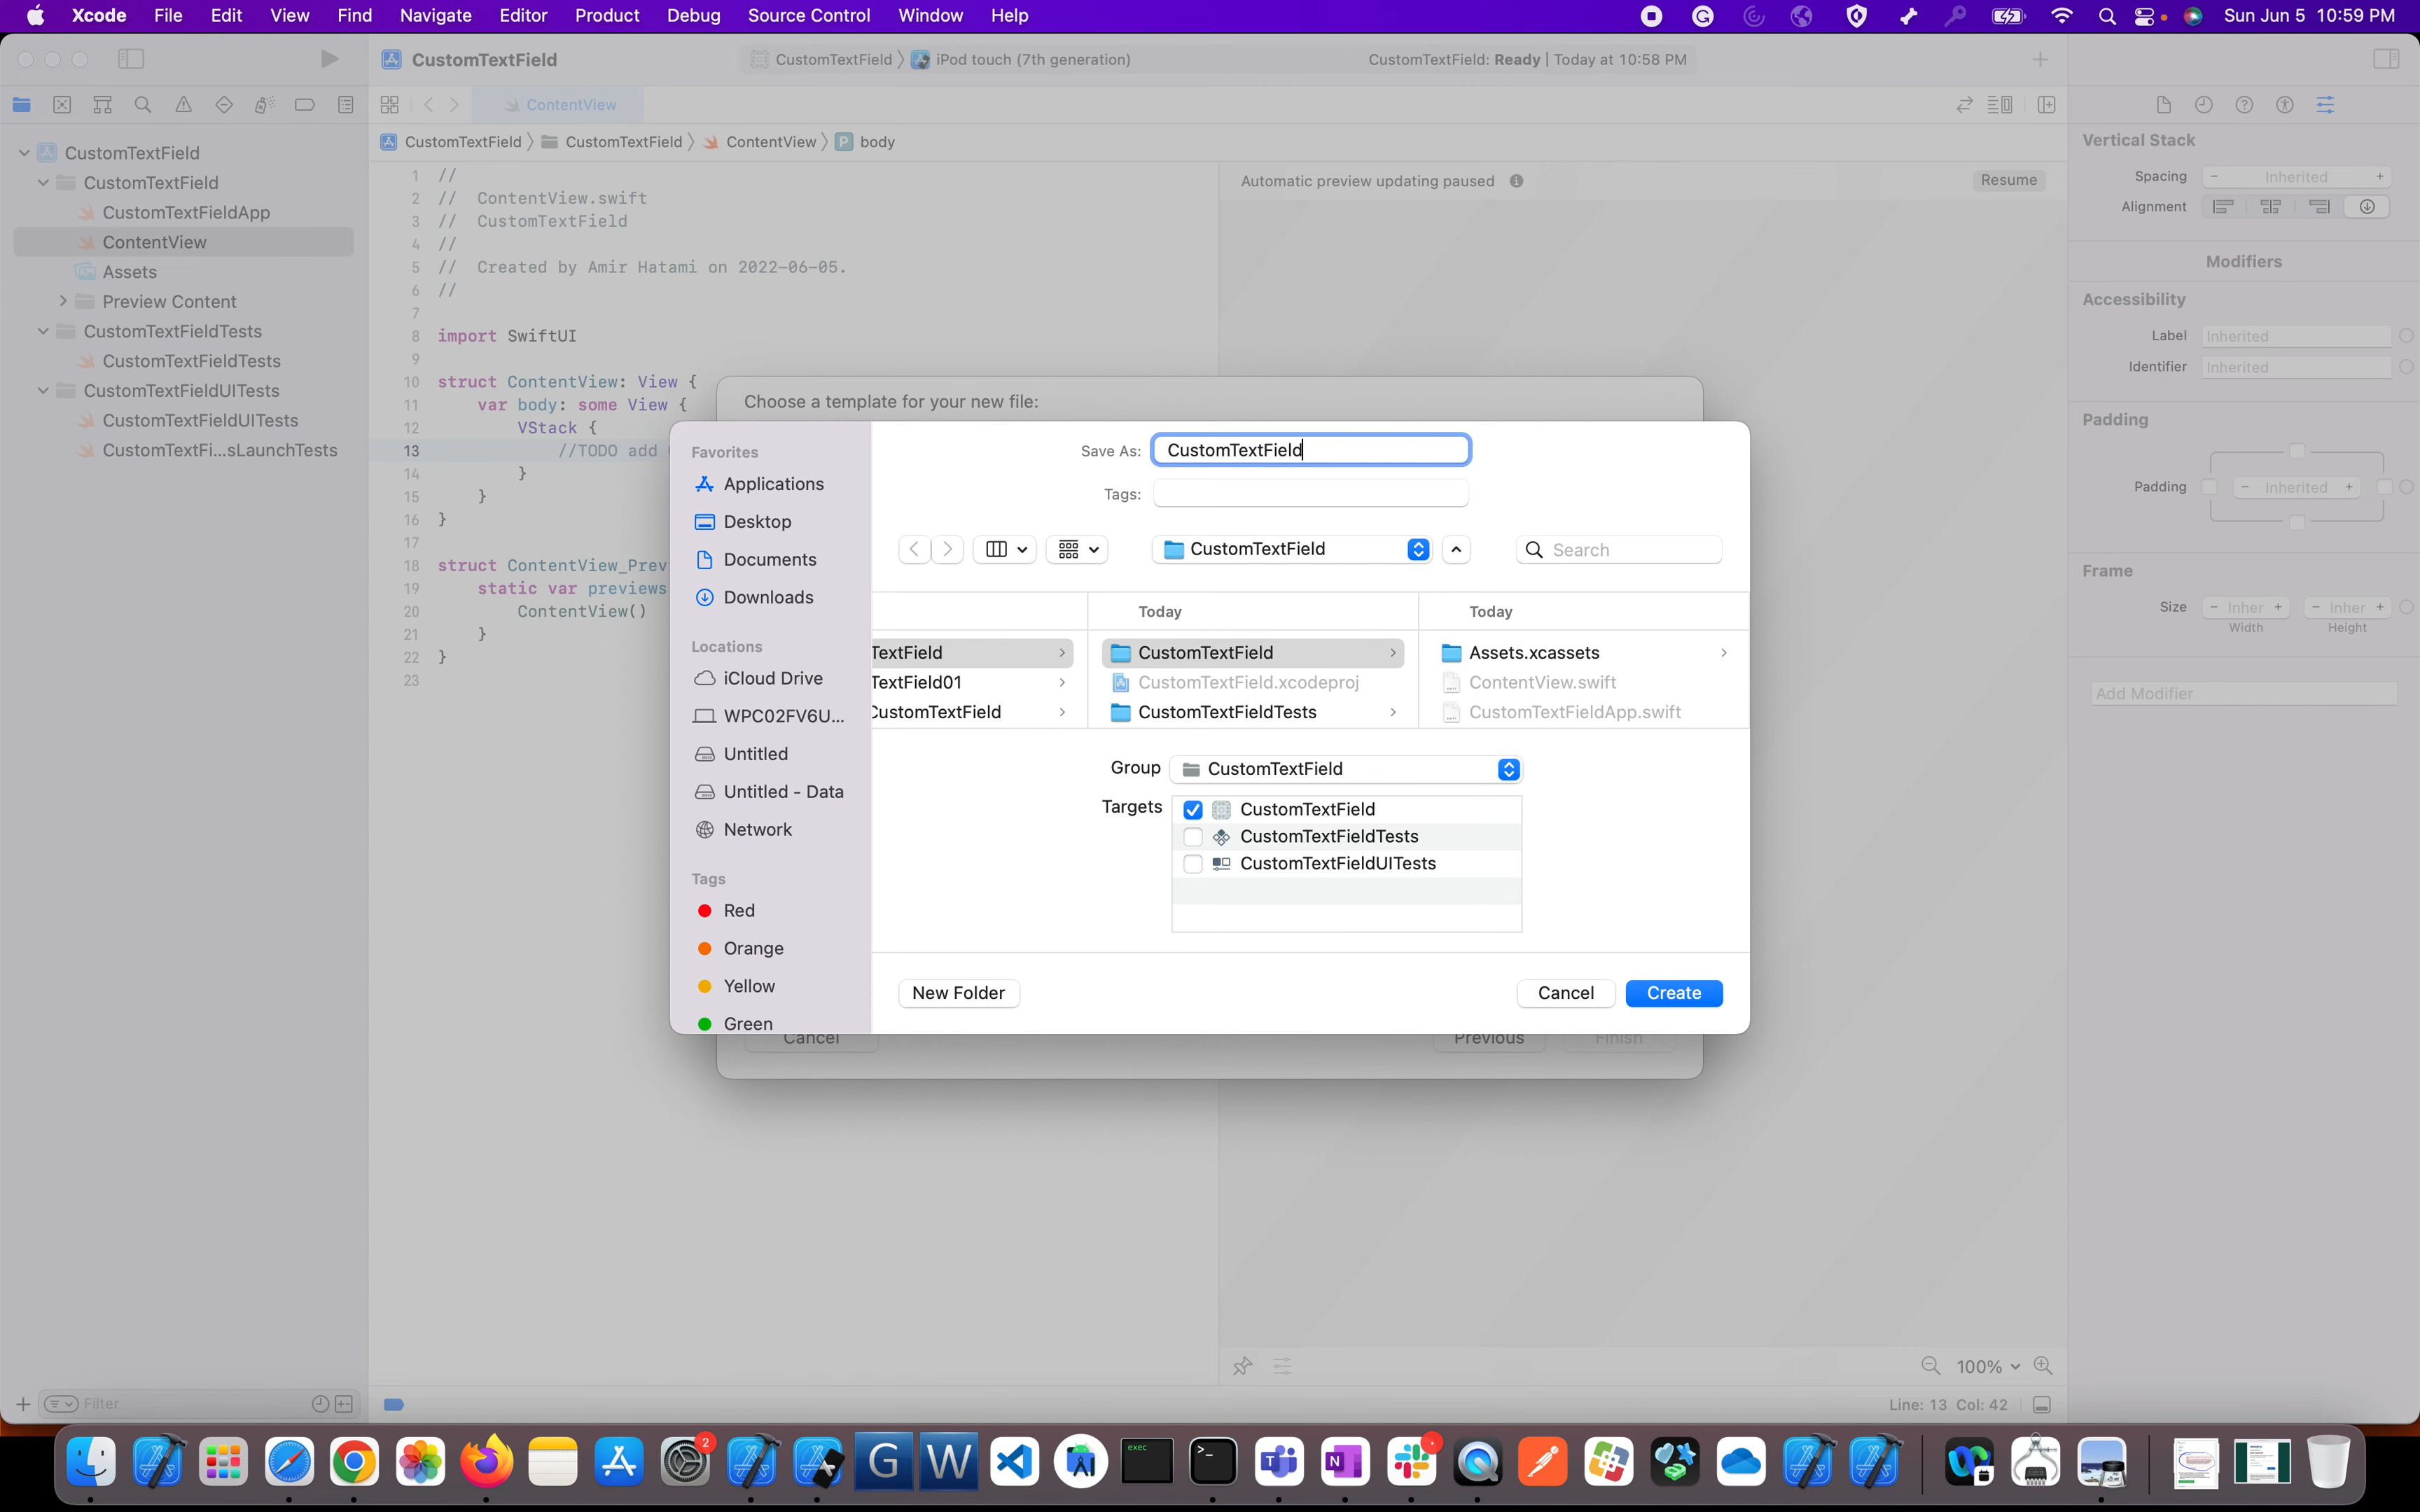 Xcode File Edit View Find Navigate Editor Product Debug Source Control Window Help Sun Jun 5 10:59 PM
CustomTextField CustomTextField iPod touch (7th generation) CustomTextField: Ready | Today at 10:58 PM
ContentView
CustomTextField CustomTextField ContentView P body
CustomTextField
CustomTextField
CustomTextFieldApp
ContentView
Assets
Preview Content
CustomTextFieldTests
CustomTextFieldTests
CustomTextFieldUITests
CustomTextFieldUITests
CustomTextFi...sLaunchTests
Filter
1 //
2 // ContentView.swift
3 // CustomTextField
4 //
5 // Created by Amir Hatami on 2022-06-05.
6 //
7
8 import SwiftUI
9
10 struct ContentView: View {
11 var body: some View {
12 VStack {
13 //TODO add
14 }
15 }
16 }
17
18 struct ContentView_Prev
19 static var previews
20 ContentView()
21 }
22 }
23
Automatic preview updating paused Resume
Choose a template for your new file:
Favorites
Applications
Desktop
Documents
Downloads
Locations
iCloud Drive
WPC02FV6U...
Untitled
Untitled - Data
Network
Tags
Red
Orange
Yellow
Green
Save As: CustomTextField
Tags:
CustomTextField Search
Today Today
TextField CustomTextField Assets.xcassets
TextField01 CustomTextField.xcodeproj ContentView.swift
CustomTextField CustomTextFieldTests CustomTextFieldApp.swift
Group CustomTextField
Targets CustomTextField
CustomTextFieldTests
CustomTextFieldUITests
New Folder Cancel Create
Cancel Previous Finish
100%
Line: 13 Col: 42
Vertical Stack
Spacing - Inherited +
Alignment
Modifiers
Accessibility
Label Inherited
Identifier Inherited
Padding
Padding - Inherited +
Frame
Size - Inher + - Inher +
Width Height
Add Modifier
2
G W
exec
>_
T
N